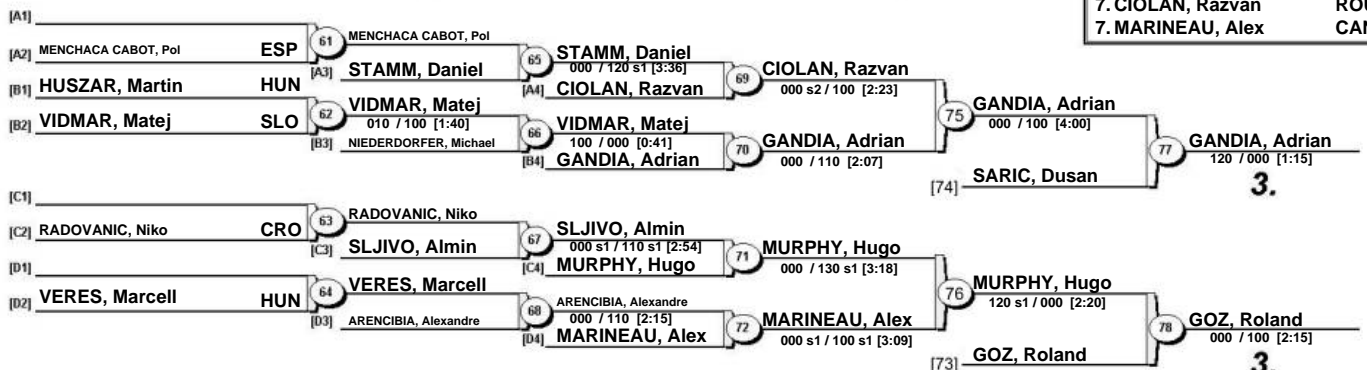 7. CIOLAN, Razvan
7. MARINEAU, Alex CAN
[A1]
[A2] MENCHACA CABOT, Pol ESP
61
MENCHACA CABOT, Pol
[A3] STAMM, Daniel
65
STAMM, Daniel
000 / 120 s1 [3:36]
[A4] CIOLAN, Razvan
69
CIOLAN, Razvan
000 s2 / 100 [2:23]
[B1] HUSZAR, Martin HUN
[B2] VIDMAR, Matej SLO
62
VIDMAR, Matej
010 / 100 [1:40]
[B3] NIEDERDORFER, Michael
66
VIDMAR, Matej
100 / 000 [0:41]
[B4] GANDIA, Adrian
70
GANDIA, Adrian
000 / 110 [2:07]
75
GANDIA, Adrian
000 / 100 [4:00]
[74] SARIC, Dusan
77
GANDIA, Adrian
120 / 000 [1:15]
3.
[C1]
[C2] RADOVANIC, Niko CRO
63
RADOVANIC, Niko
[C3] SLJIVO, Almin
67
SLJIVO, Almin
000 s1 / 110 s1 [2:54]
[C4] MURPHY, Hugo
71
MURPHY, Hugo
000 / 130 s1 [3:18]
[D1]
[D2] VERES, Marcell HUN
64
VERES, Marcell
[D3] ARENCIBIA, Alexandre
68
ARENCIBIA, Alexandre
000 / 110 [2:15]
[D4] MARINEAU, Alex
72
MARINEAU, Alex
000 s1 / 100 s1 [3:09]
76
MURPHY, Hugo
120 s1 / 000 [2:20]
[73] GOZ, Roland
78
GOZ, Roland
000 / 100 [2:15]
3.